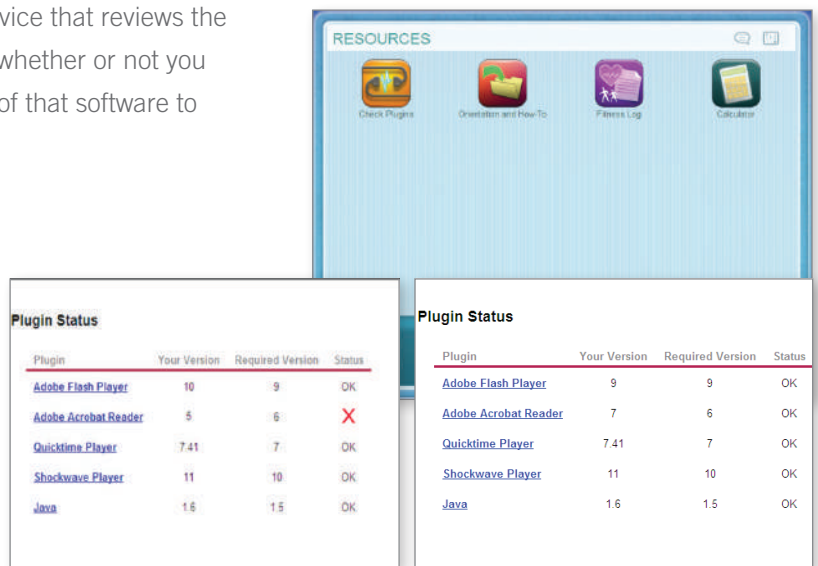 vice that reviews the
whether or not you
of that software to
RESOURCES
Check Plugins Orientation and How-To Fitness Log Calculator
Plugin Status
Plugin Your Version Required Version Status
Adobe Flash Player 10 9 OK
Adobe Acrobat Reader 5 6 X
Quicktime Player 7.41 7 OK
Shockwave Player 11 10 OK
Java 1.6 1.5 OK
Plugin Status
Plugin Your Version Required Version Status
Adobe Flash Player 9 9 OK
Adobe Acrobat Reader 7 6 OK
Quicktime Player 7.41 7 OK
Shockwave Player 11 10 OK
Java 1.6 1.5 OK